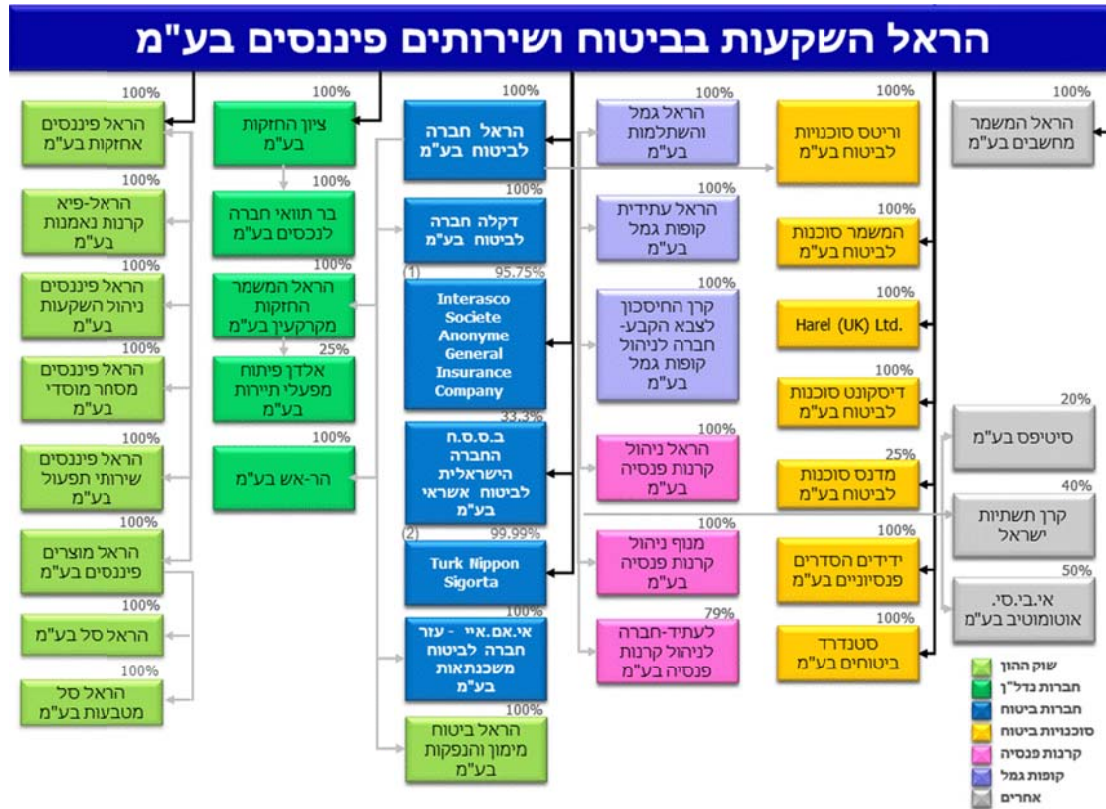 הראל השקעות בביטוח ושירותים פיננסים בע"מ
100%
הראל המשמר
מחשבים בע"מ
20%
סיטיפס בע"מ
40%
קרן תשתיות
ישראל
50%
אי.בי.סי.
אוטומוטיב בע"מ
100%
וריטס סוכנויות
לביטוח בע"מ
100%
המשמר סוכנות
לביטוח בע"מ
100%
Harel (UK) Ltd.
100%
דיסקונט סוכנות
לביטוח בע"מ
25%
מדנס סוכנות
לביטוח בע"מ
100%
ידידים הסדרים
פנסיוניים בע"מ
100%
סטנדרד
ביטוחים בע"מ
100%
הראל גמל
והשתלמות
בע"מ
100%
הראל עתידית
קופות גמל
בע"מ
100%
קרן החיסכון
לצבא הקבע-
חברה לניהול
קופות גמל
בע"מ
100%
הראל ניהול
קרנות פנסיה
בע"מ
100%
מנוף ניהול
קרנות פנסיה
בע"מ
79%
לעתיד-חברה
לניהול קרנות
פנסיה בע"מ
100%
הראל חברה
לביטוח בע"מ
100%
דקלה חברה
לביטוח בע"מ
(1) 95.75%
Interasco
Societe
Anonyme
General
Insurance
Company
33.3%
ב.ס.ס.ח
החברה
הישראלית
לביטוח אשראי
בע"מ
(2) 99.99%
Turk Nippon
Sigorta
100%
אי.אם.איי - עזר
חברה לביטוח
משכנתאות
בע"מ
100%
הראל ביטוח
מימון והנפקות
בע"מ
100%
ציון החזקות
בע"מ
100%
בר תוואי חברה
לנכסים בע"מ
100%
הראל המשמר
החזקות
מקרקעין בע"מ
25%
אלדן פיתוח
מפעלי תיירות
בע"מ
100%
הר-אש בע"מ
100%
הראל פיננסים
אחזקות בע"מ
100%
הראל-פיא
קרנות נאמנות
בע"מ
100%
הראל פיננסים
ניהול השקעות
בע"מ
100%
הראל פיננסים
מסחר מוסדי
בע"מ
100%
הראל פיננסים
שירותי תפעול
בע"מ
100%
הראל מוצרים
פיננסים בע"מ
100%
הראל סל בע"מ
100%
הראל סל
מטבעות בע"מ
שוק ההון
חברות נדל"ן
חברות ביטוח
סוכנויות ביטוח
קרנות פנסיה
קופות גמל
אחרים